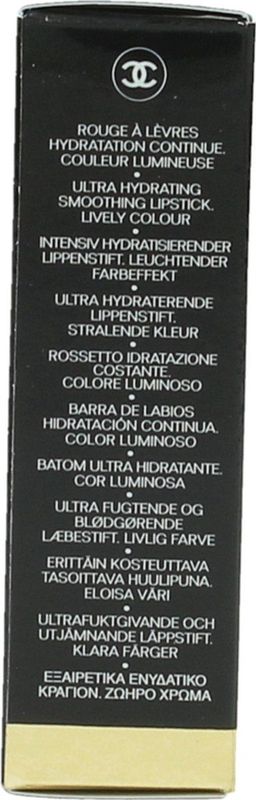 ROUGE À LÈVRES
HYDRATATION CONTINUE.
COULEUR LUMINEUSE
•
ULTRA HYDRATING
SMOOTHING LIPSTICK.
LIVELY COLOUR
•
INTENSIV HYDRATISIERENDER
LIPPENSTIFT. LEUCHTENDER
FARBEFFEKT
•
ULTRA HYDRATERENDE
LIPPENSTIFT.
STRALENDE KLEUR
•
ROSSETTO IDRATAZIONE
COSTANTE.
COLORE LUMINOSO
•
BARRA DE LABIOS
HIDRATACIÓN CONTINUA.
COLOR LUMINOSO
•
BATOM ULTRA HIDRATANTE.
COR LUMINOSA
•
ULTRA FUGTENDE OG
BLØDGØRENDE
LÆBESTIFT. LIVLIG FARVE
•
ERITTÄIN KOSTEUTTAVA
TASOITTAVA HUULIPUNA.
ELOISA VÄRI
•
ULTRAFUKTGIVANDE OCH
UTJÄMNANDE LÄPPSTIFT.
KLARA FÄRGER
•
ΕΞΑΙΡΕΤΙΚΑ ΕΝΥΔΑΤΙΚΟ
ΚΡΑΓΙΟΝ. ΖΩΗΡΟ ΧΡΩΜΑ